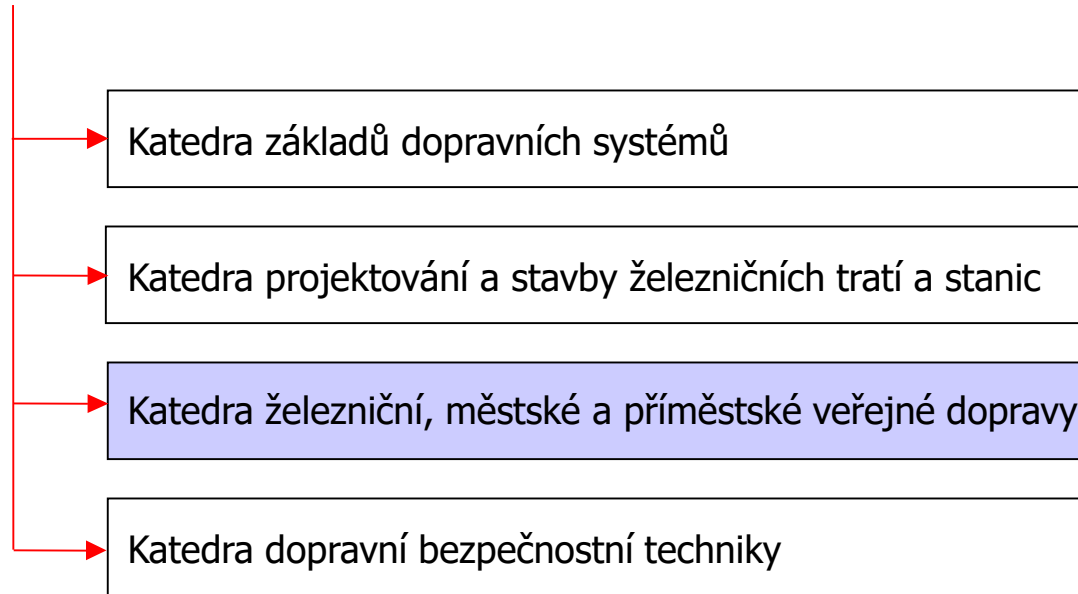 Katedra základů dopravních systémů
Katedra projektování a stavby železničních tratí a stanic
Katedra železniční, městské a příměstské veřejné dopravy
Katedra dopravní bezpečnostní techniky